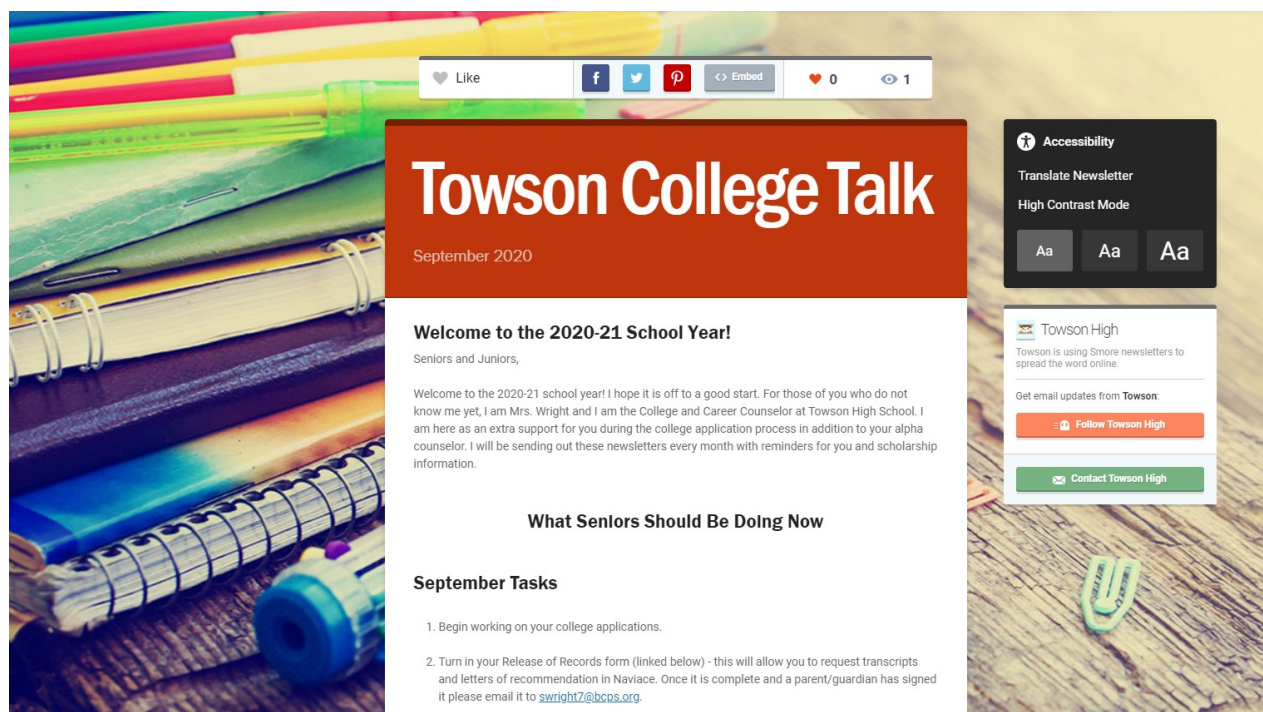 Like
f
<> Embed
0
1
Towson College Talk
September 2020
Welcome to the 2020-21 School Year!
Seniors and Juniors,
Welcome to the 2020-21 school year! I hope it is off to a good start. For those of you who do not
know me yet, I am Mrs. Wright and I am the College and Career Counselor at Towson High School. I
am here as an extra support for you during the college application process in addition to your alpha
counselor. I will be sending out these newsletters every month with reminders for you and scholarship
information.
What Seniors Should Be Doing Now
September Tasks
1. Begin working on your college applications.
2. Turn in your Release of Records form (linked below) - this will allow you to request transcripts
and letters of recommendation in Naviace. Once it is complete and a parent/guardian has signed
it please email it to swright7@bcps.org.
Accessibility
Translate Newsletter
High Contrast Mode
Aa
Aa
Aa
Towson High
Towson is using Smore newsletters to
spread the word online.
Get email updates from Towson:
Follow Towson High
Contact Towson High